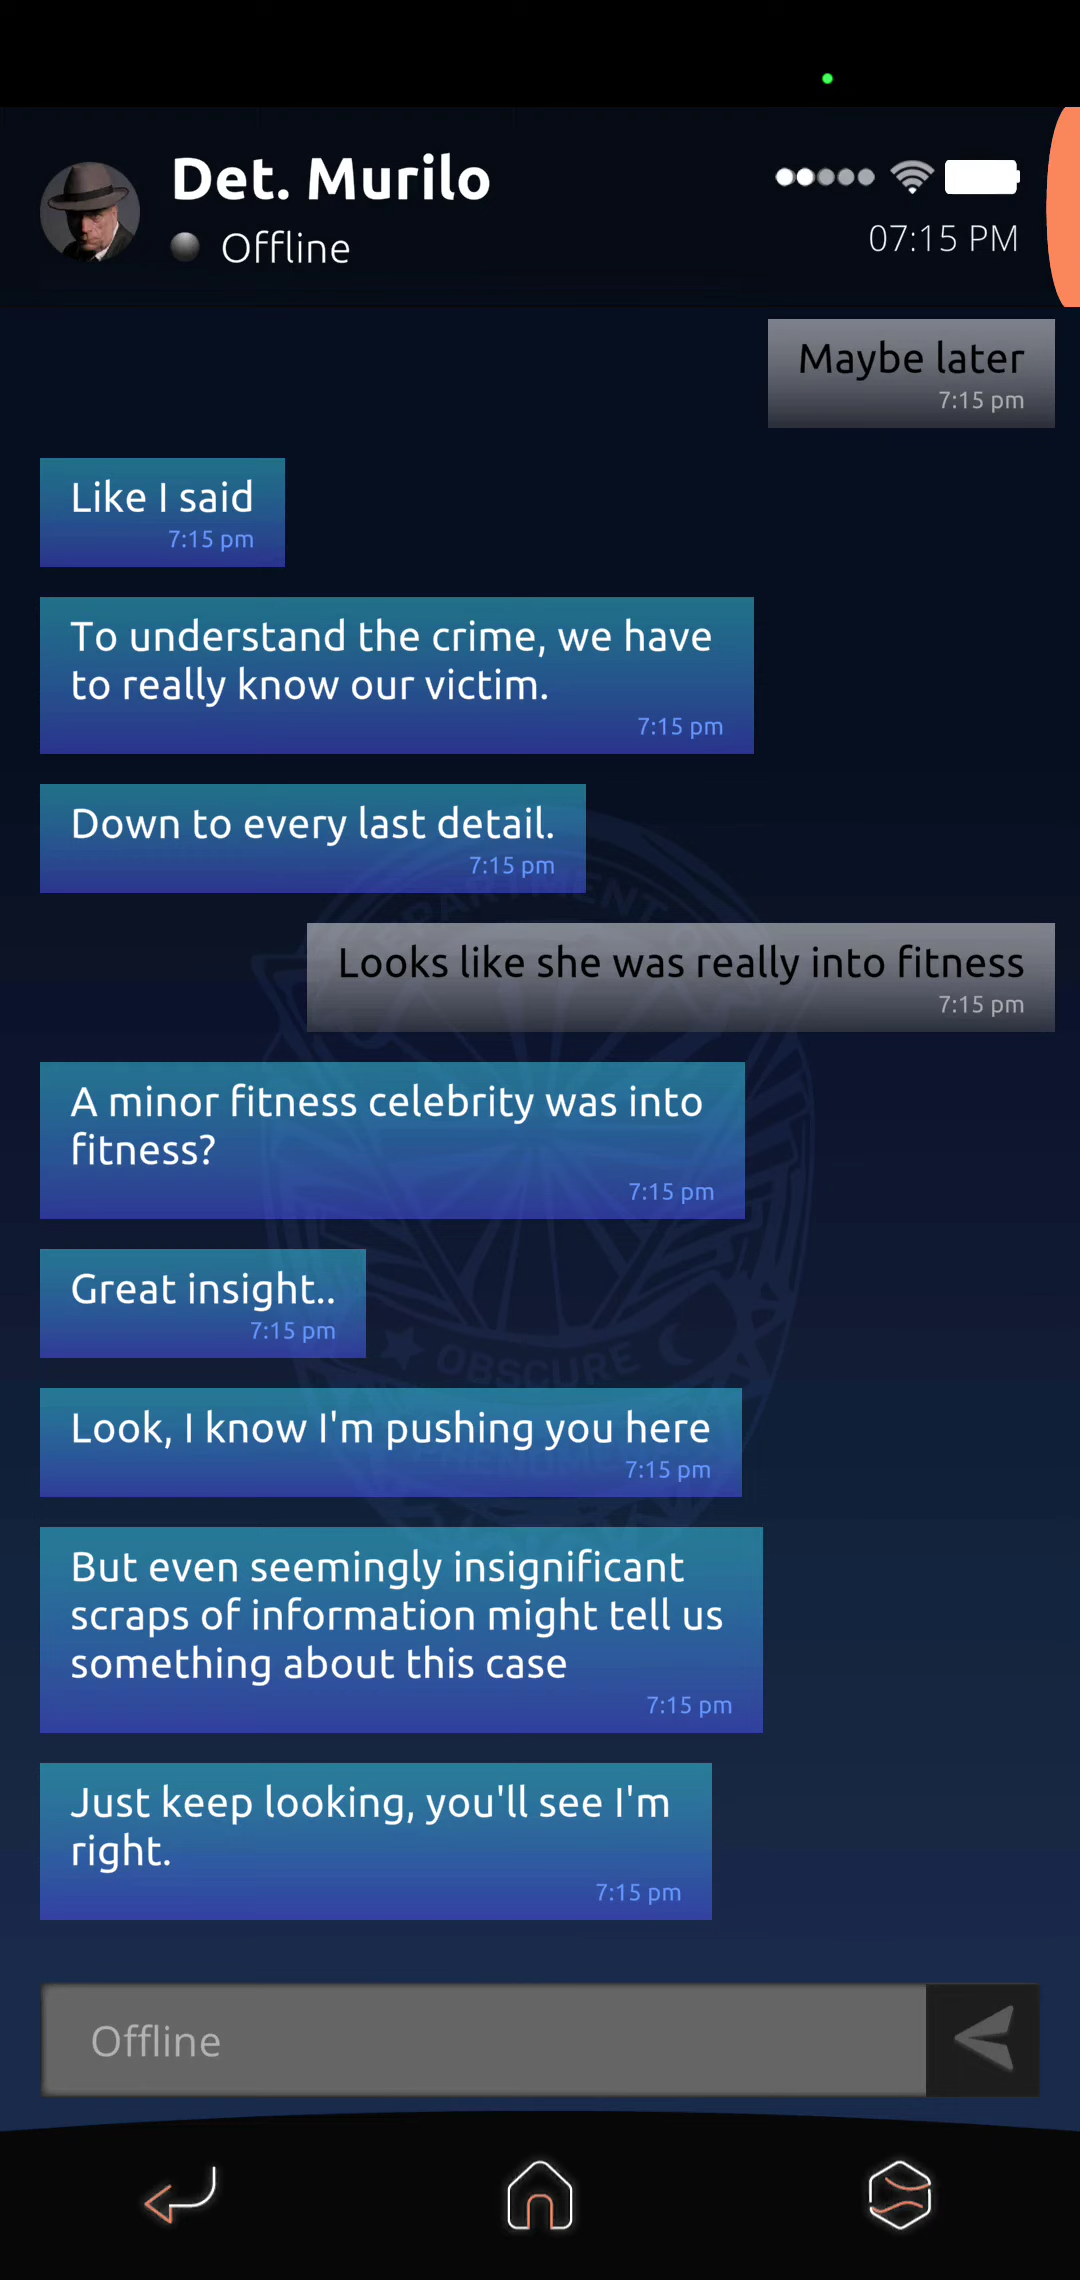 Det. Murilo
Offline
07:15 PM
Maybe later
7:15 pm
Like I said
7:15 pm
To understand the crime, we have
to really know our victim.
7:15 pm
Down to every last detail.
7:15 pm
Looks like she was really into fitness
7:15 pm
A minor fitness celebrity was into
fitness?
7:15 pm
Great insight..
7:15 pm
OBSCURE
Look, I know I'm pushing you here
7:15 pm
But even seemingly insignificant
scraps of information might tell us
something about this case
7:15 pm
Just keep looking, you'll see I'm
right.
7:15 pm
Offline